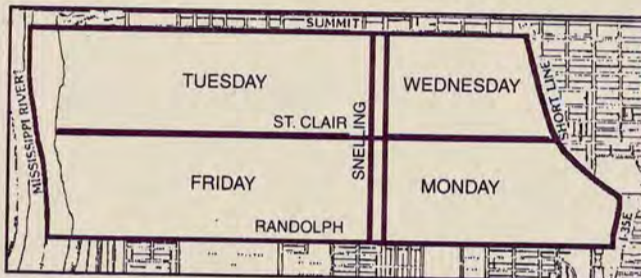 SUMMIT
TUESDAY
WEDNESDAY
SHORT LINE
MISSISSIPPI RIVER
ST. CLAIR
SNELLING
FRIDAY
MONDAY
RANDOLPH
I-35E